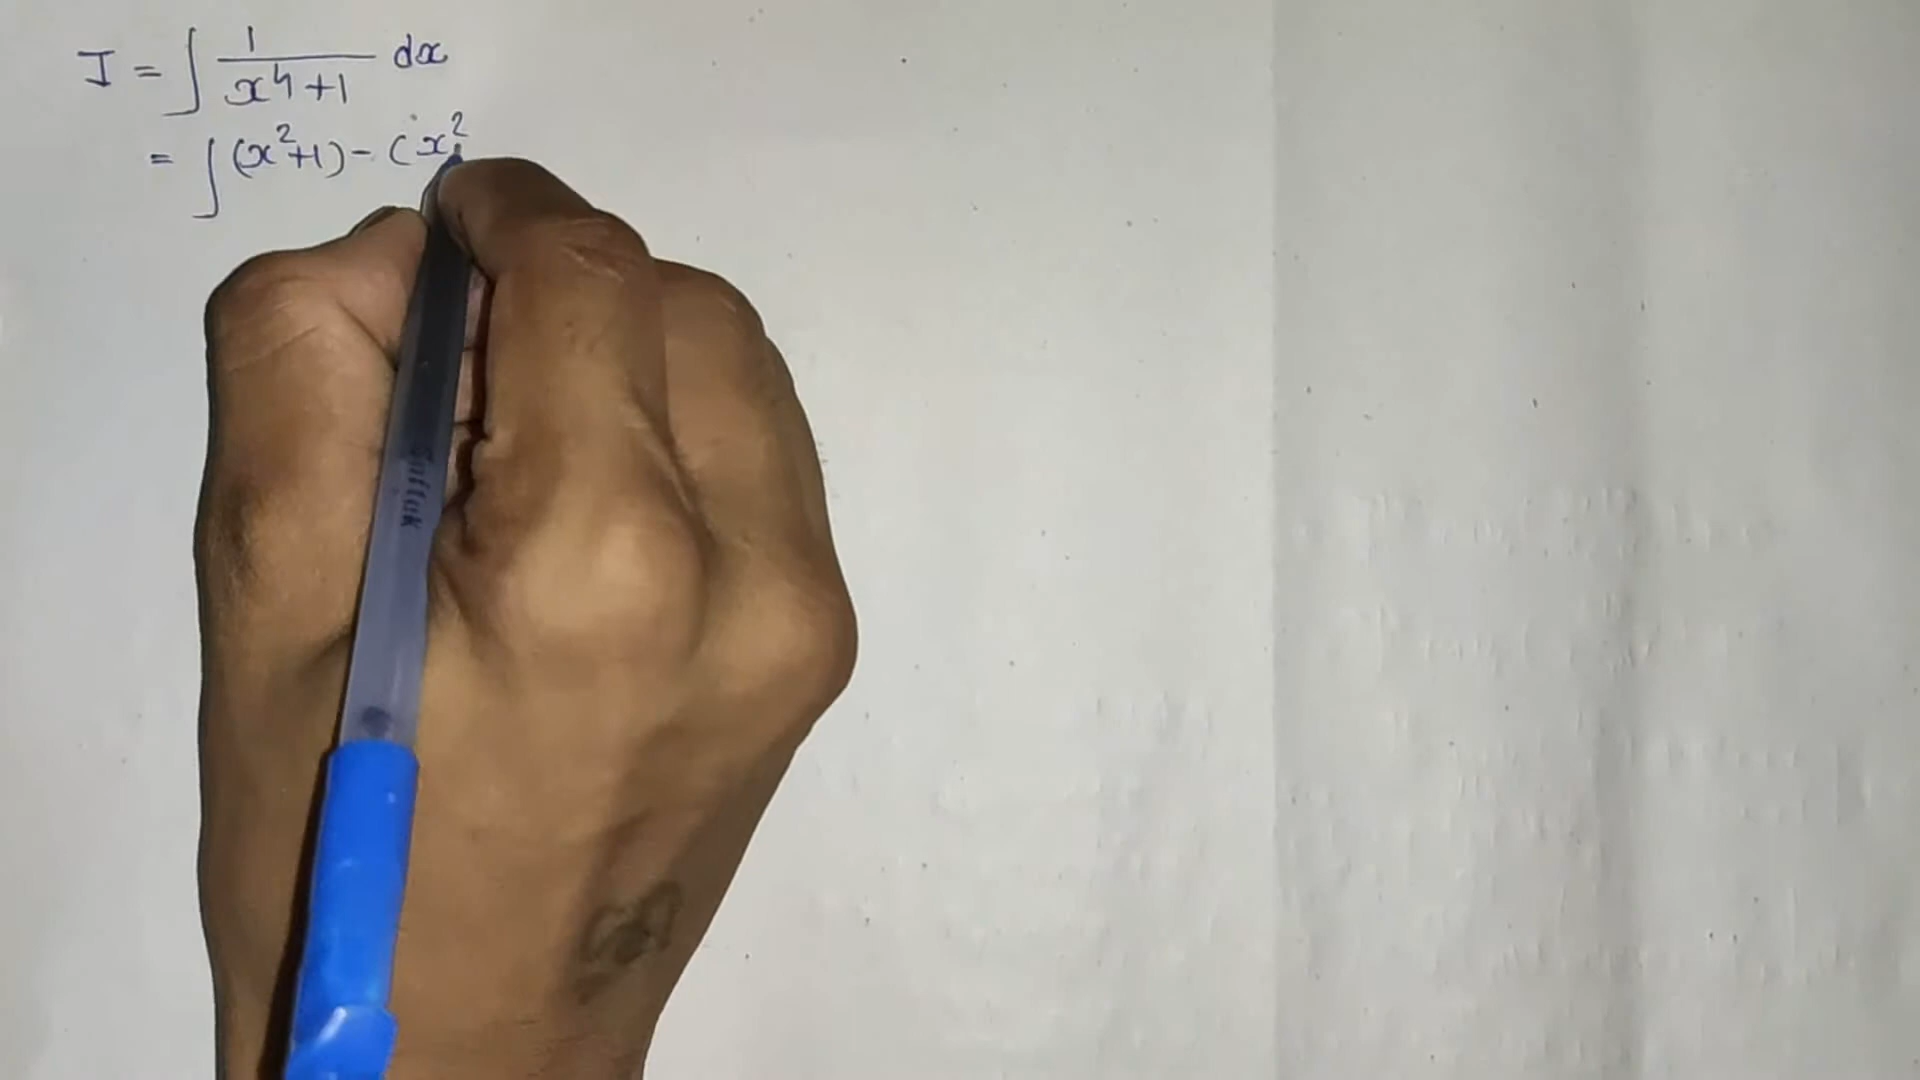 I = ∫ 1/(x⁴+1) dx
= ∫ (x²+1) - (x²